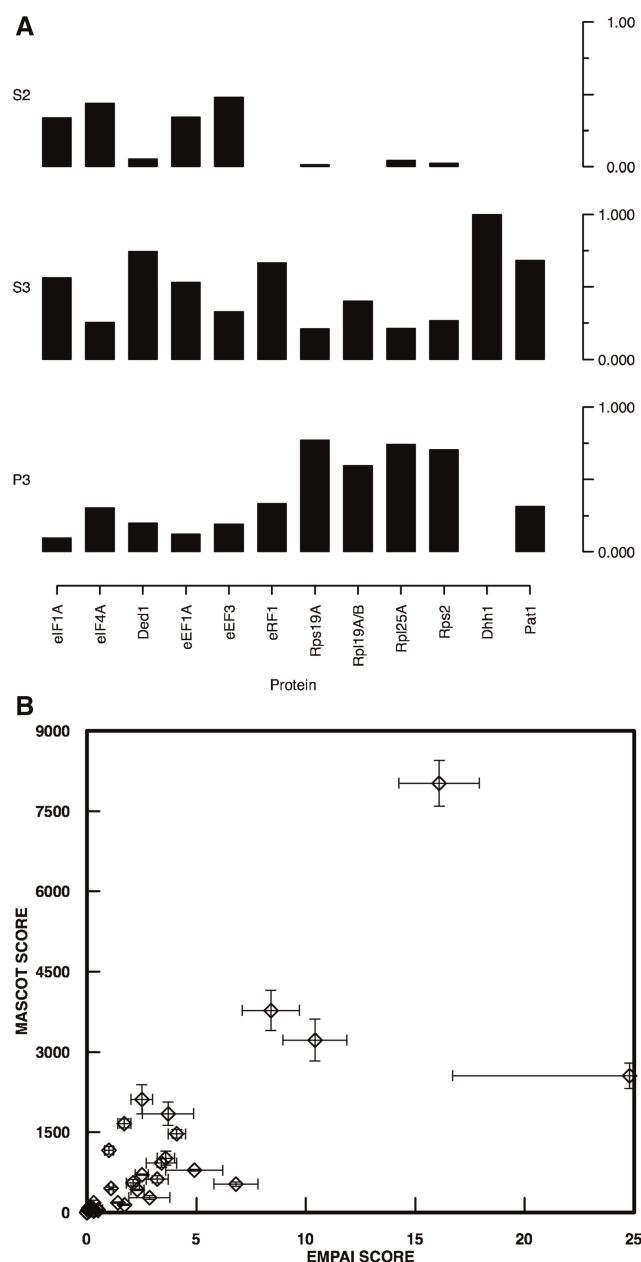 A
1.00
S2
0.00
1.000
S3
0.000
1.000
P3
0.000
eIF1A eIF4A Ded1 eEF1A eEF3 eRF1 Rps19A Rpl19A/B Rpl25A Rps2 Dhh1 Pat1
Protein
B
9000
7500
6000
4500
3000
1500
0
MASCOT SCORE
0 5 10 15 20 25
EMPAI SCORE